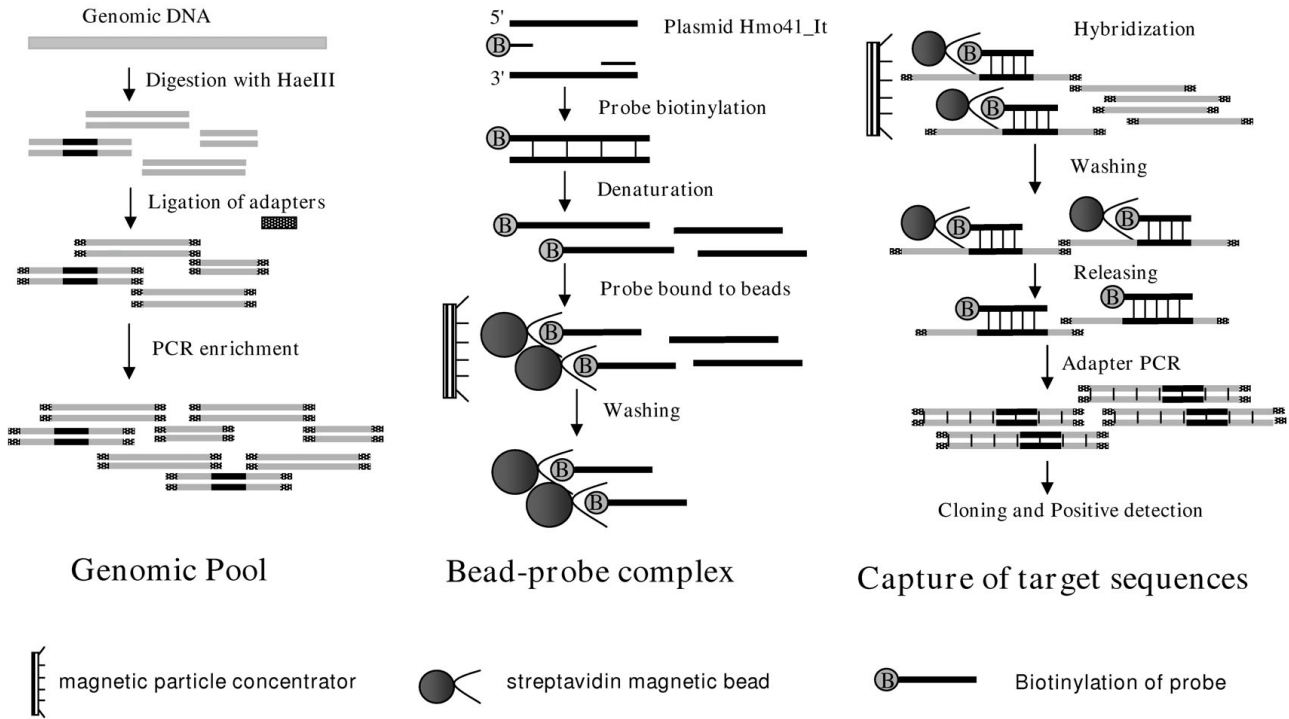 Genomic DNA
Digestion with HaeIII
Ligation of adapters
PCR enrichment
Genomic Pool
5'
B
3'
Plasmid Hmo41_It
Probe biotinylation
B
Denaturation
B
B
Probe bound to beads
B
B
Washing
B
B
Bead-probe complex
Hybridization
B
B
Washing
B
B
Releasing
B
B
Adapter PCR
Cloning and Positive detection
Capture of target sequences
magnetic particle concentrator
streptavidin magnetic bead
B
Biotinylation of probe